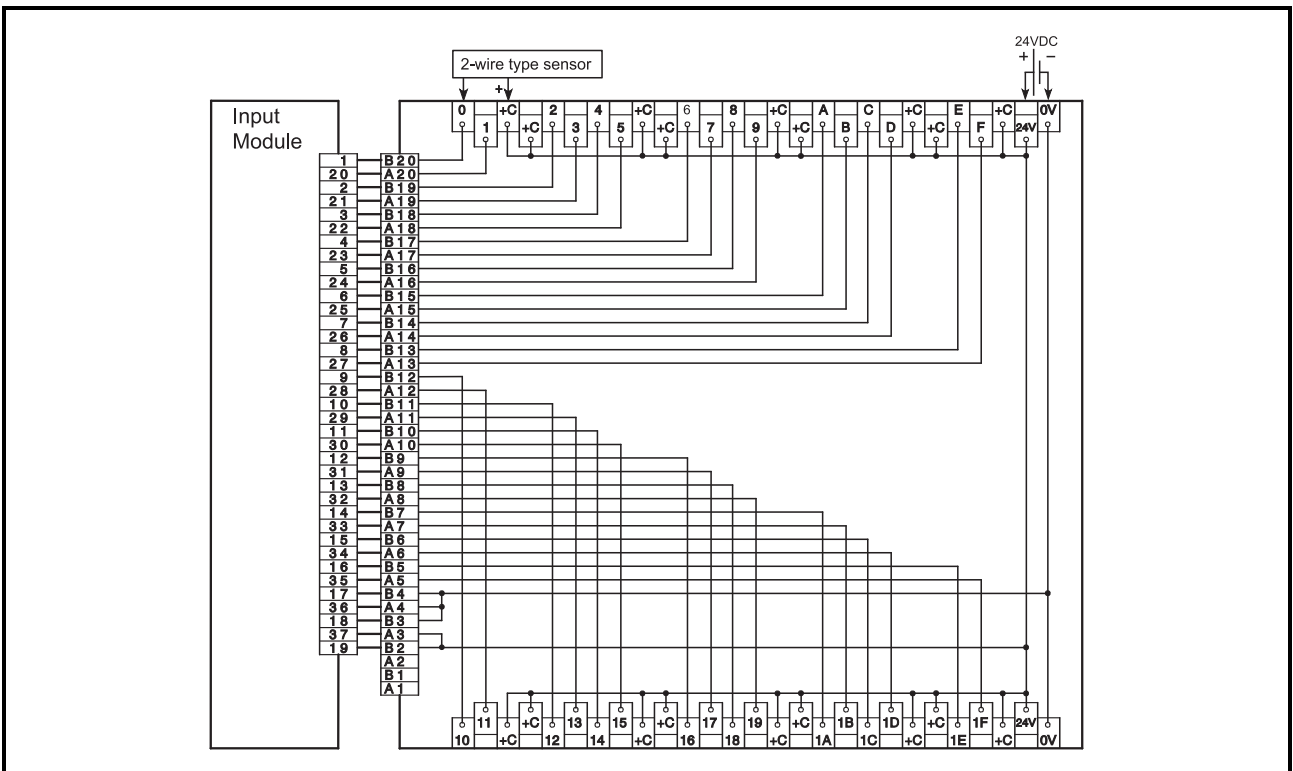 24VDC
+ −
2-wire type sensor
+
Input
Module
0 +C 2 4 +C 6 8 +C A C +C E +C 0V
1 +C 3 5 +C 7 9 +C B D +C F 24V
1 B20
20 A20
2 B19
21 A19
3 B18
22 A18
4 B17
23 A17
5 B16
24 A16
6 B15
25 A15
7 B14
26 A14
8 B13
27 A13
9 B12
28 A12
10 B11
29 A11
11 B10
30 A10
12 B9
31 A9
13 B8
32 A8
14 B7
33 A7
15 B6
34 A6
16 B5
35 A5
17 B4
36 A4
18 B3
37 A3
19 B2
A2
B1
A1
11 +C 13 15 +C 17 19 +C 1B 1D +C 1F 24V
10 +C 12 14 +C 16 18 +C 1A 1C +C 1E +C 0V